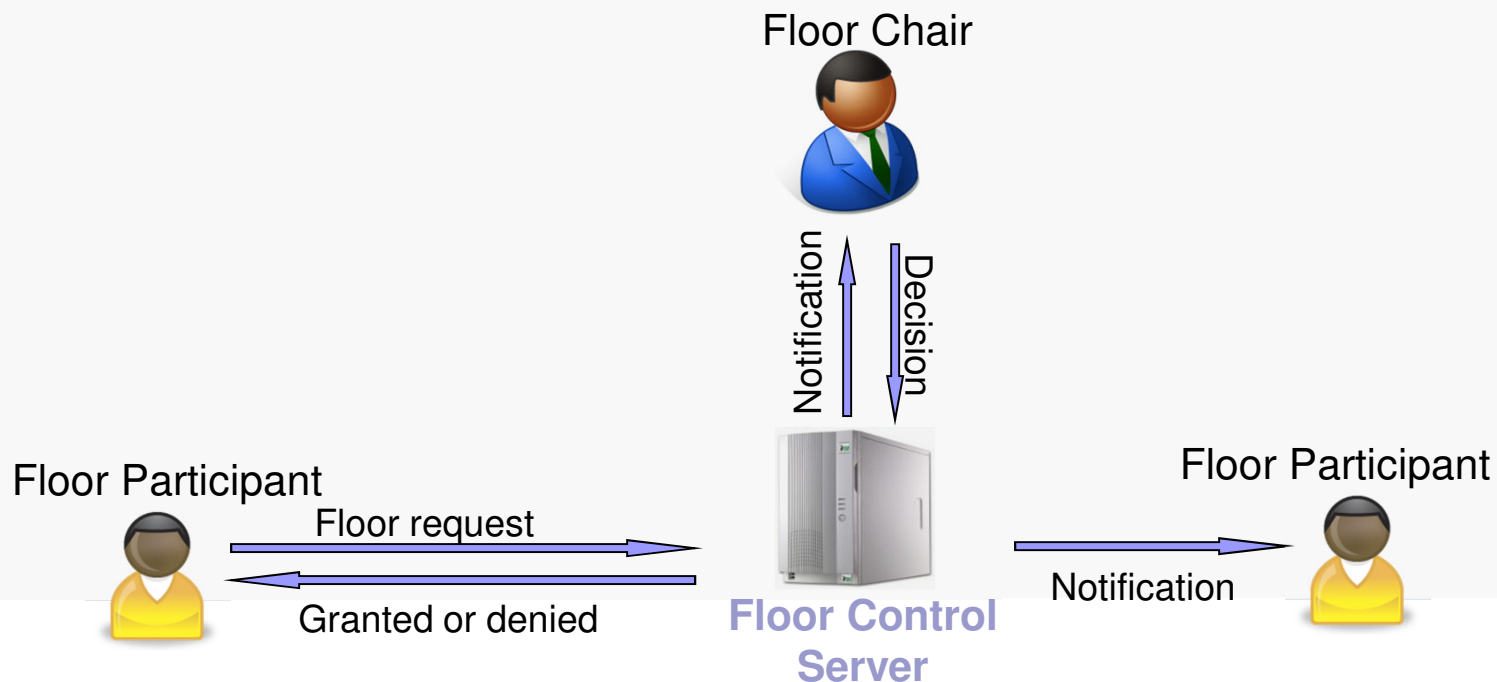 Floor Chair
Notification
Decision
Floor Participant
Floor Participant
Floor request
Granted or denied
Notification
Floor Control
Server